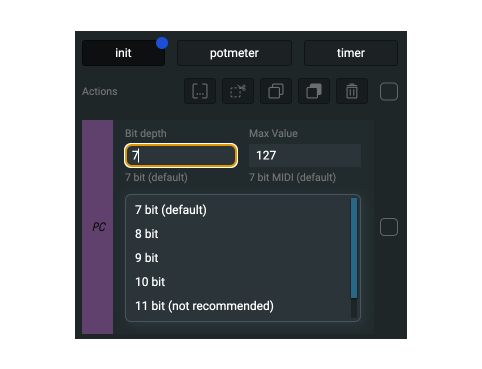 init potmeter timer
Actions
Bit depth Max Value
7 127
7 bit (default) 7 bit MIDI (default)
PC
7 bit (default)
8 bit
9 bit
10 bit
11 bit (not recommended)